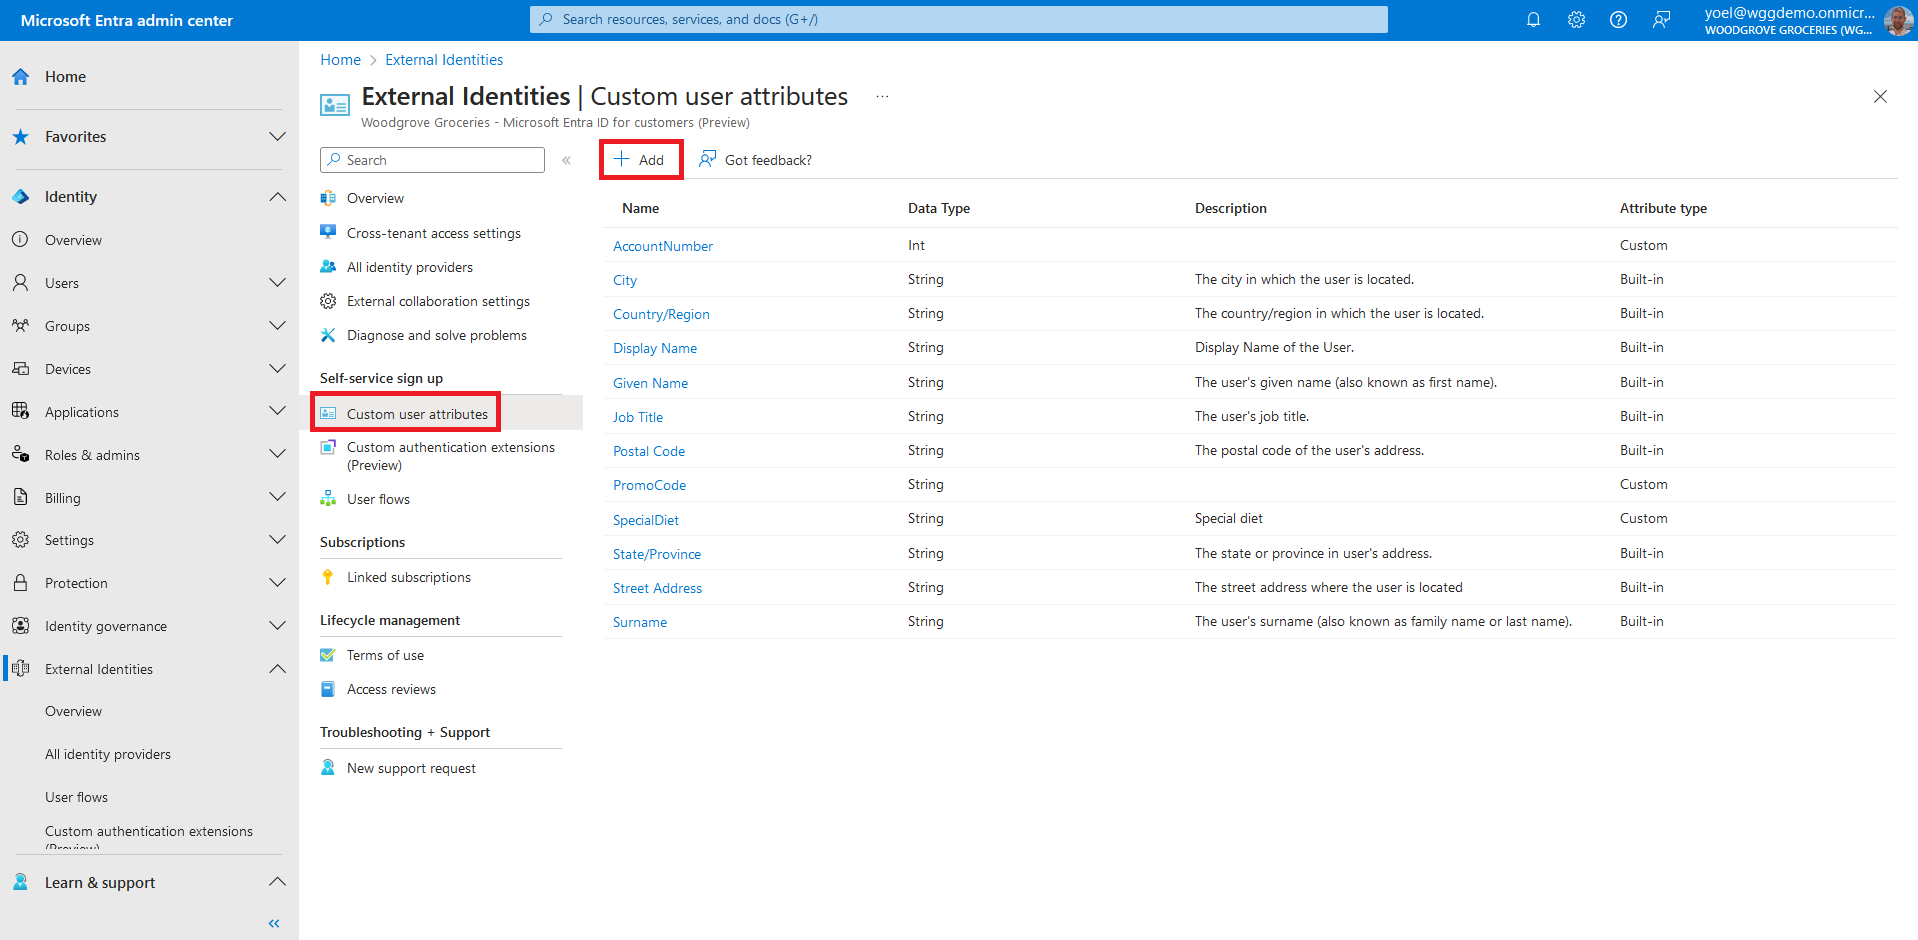 Microsoft Entra admin center
Search resources, services, and docs (G+/)
yoel@wggdemo.onmicr...
WOODGROVE GROCERIES (WG...
Home
Favorites
Identity
Overview
Users
Groups
Devices
Applications
Roles & admins
Billing
Settings
Protection
Identity governance
External Identities
Overview
All identity providers
User flows
Custom authentication extensions
(Preview)
Learn & support
Home > External Identities
External Identities | Custom user attributes ...
Woodgrove Groceries - Microsoft Entra ID for customers (Preview)
Search
Overview
Cross-tenant access settings
All identity providers
External collaboration settings
Diagnose and solve problems
Self-service sign up
Custom user attributes
Custom authentication extensions
(Preview)
User flows
Subscriptions
Linked subscriptions
Lifecycle management
Terms of use
Access reviews
Troubleshooting + Support
New support request
Add Got feedback?
Name Data Type Description Attribute type
AccountNumber Int Custom
City String The city in which the user is located. Built-in
Country/Region String The country/region in which the user is located. Built-in
Display Name String Display Name of the User. Built-in
Given Name String The user's given name (also known as first name). Built-in
Job Title String The user's job title. Built-in
Postal Code String The postal code of the user's address. Built-in
PromoCode String Custom
SpecialDiet String Special diet Custom
State/Province String The state or province in user's address. Built-in
Street Address String The street address where the user is located Built-in
Surname String The user's surname (also known as family name or last name). Built-in